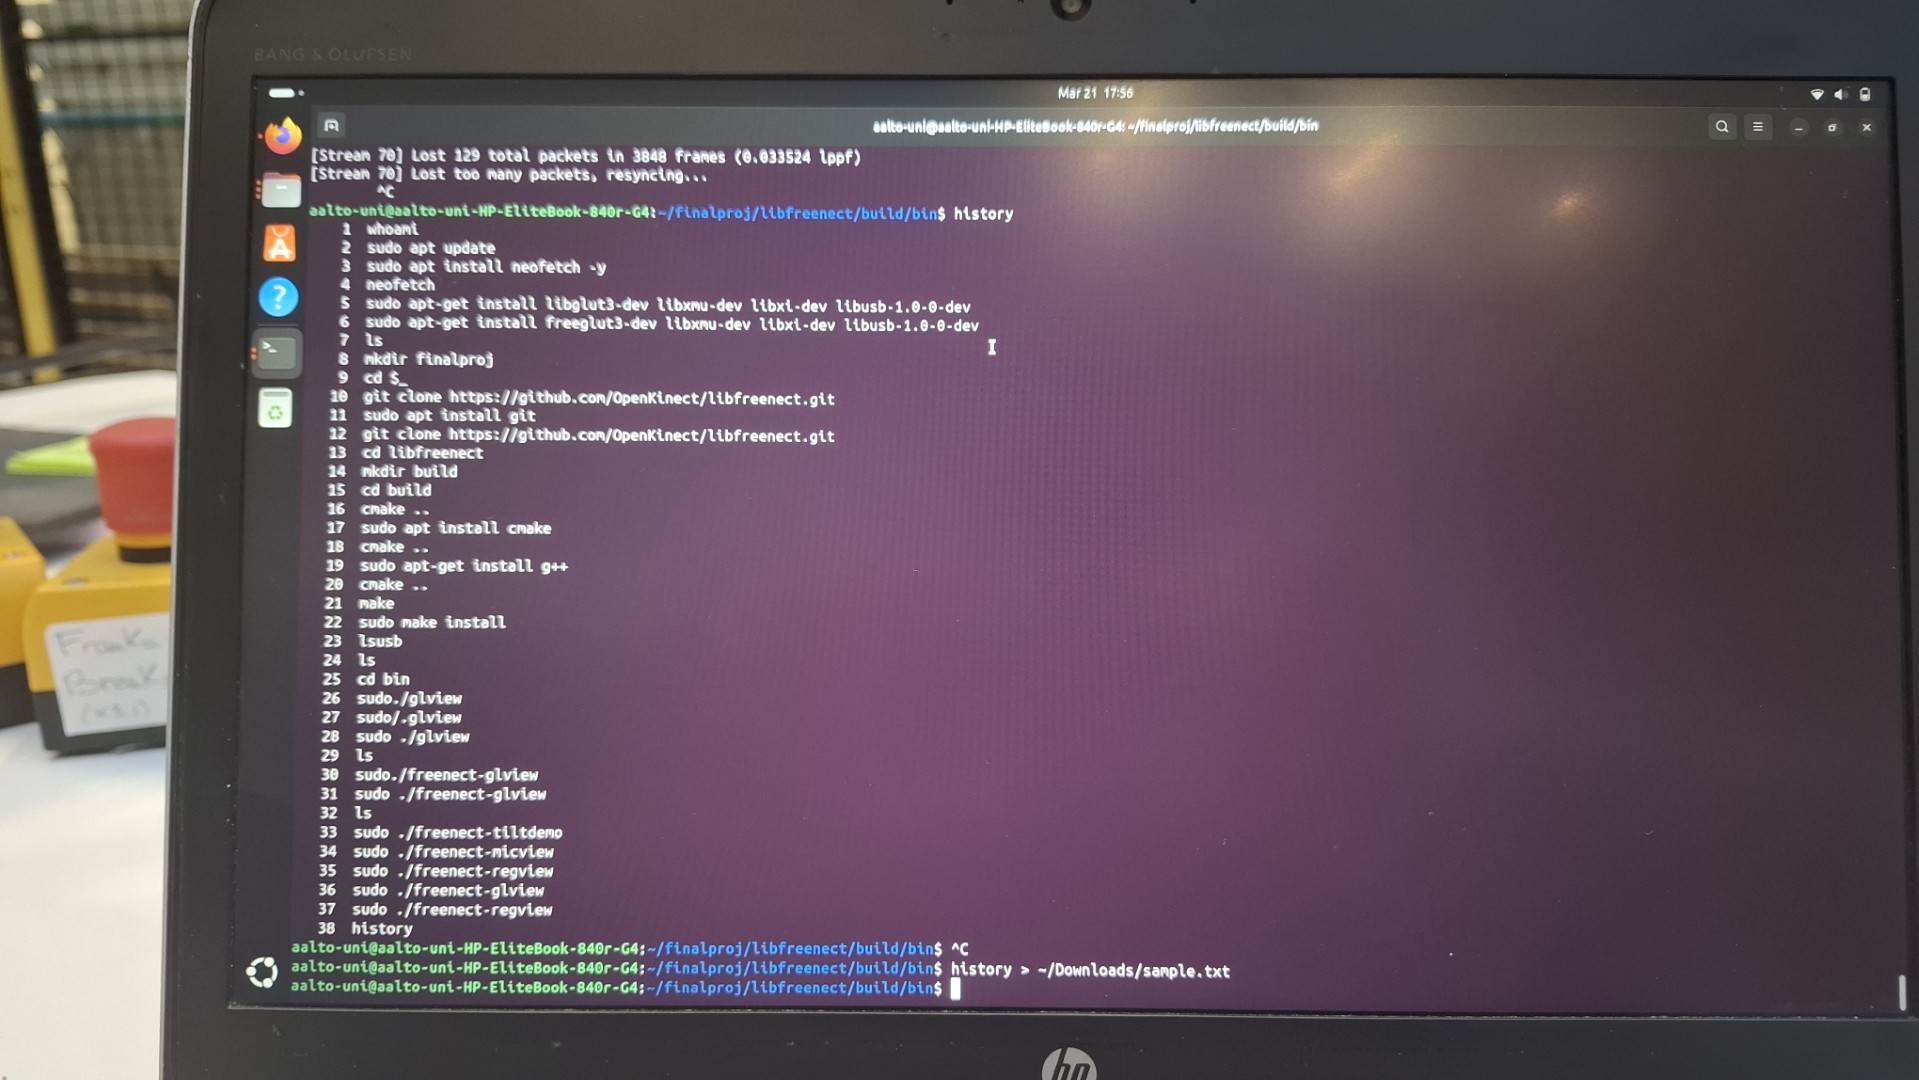 BANG & OLUFSEN
Mar 21 17:56
aalto-uni@aalto-uni-HP-EliteBook-840r-G4: ~/finalproj/libfreenect/build/bin
[Stream 70] Lost 129 total packets in 3848 frames (0.033524 lppf)
[Stream 70] Lost too many packets, resyncing...
^C
aalto-uni@aalto-uni-HP-EliteBook-840r-G4:~/finalproj/libfreenect/build/bin$ history
1 whoami
2 sudo apt update
3 sudo apt install neofetch -y
4 neofetch
5 sudo apt-get install libglut3-dev libxmu-dev libxi-dev libusb-1.0-0-dev
6 sudo apt-get install freeglut3-dev libxmu-dev libxi-dev libusb-1.0-0-dev
7 ls
8 mkdir finalproj
9 cd $_
10 git clone https://github.com/OpenKinect/libfreenect.git
11 sudo apt install git
12 git clone https://github.com/OpenKinect/libfreenect.git
13 cd libfreenect
14 mkdir build
15 cd build
16 cmake ..
17 sudo apt install cmake
18 cmake ..
19 sudo apt-get install g++
20 cmake ..
21 make
22 sudo make install
23 lsusb
24 ls
25 cd bin
26 sudo./glview
27 sudo/.glview
28 sudo ./glview
29 ls
30 sudo./freenect-glview
31 sudo ./freenect-glview
32 ls
33 sudo ./freenect-tiltdemo
34 sudo ./freenect-micview
35 sudo ./freenect-regview
36 sudo ./freenect-glview
37 sudo ./freenect-regview
38 history
aalto-uni@aalto-uni-HP-EliteBook-840r-G4:~/finalproj/libfreenect/build/bin$ ^C
aalto-uni@aalto-uni-HP-EliteBook-840r-G4:~/finalproj/libfreenect/build/bin$ history > ~/Downloads/sample.txt
aalto-uni@aalto-uni-HP-EliteBook-840r-G4:~/finalproj/libfreenect/build/bin$
Franka
Break
hp